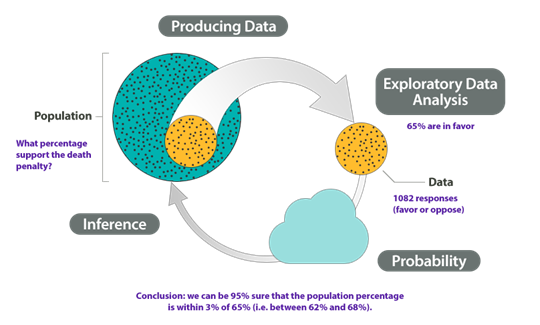 Producing Data
Exploratory Data
Analysis
65% are in favor
Population
What percentage
support the death
penalty?
Data
1082 responses
(favor or oppose)
Inference
Probability
Conclusion: we can be 95% sure that the population percentage
is within 3% of 65% (i.e. between 62% and 68%).